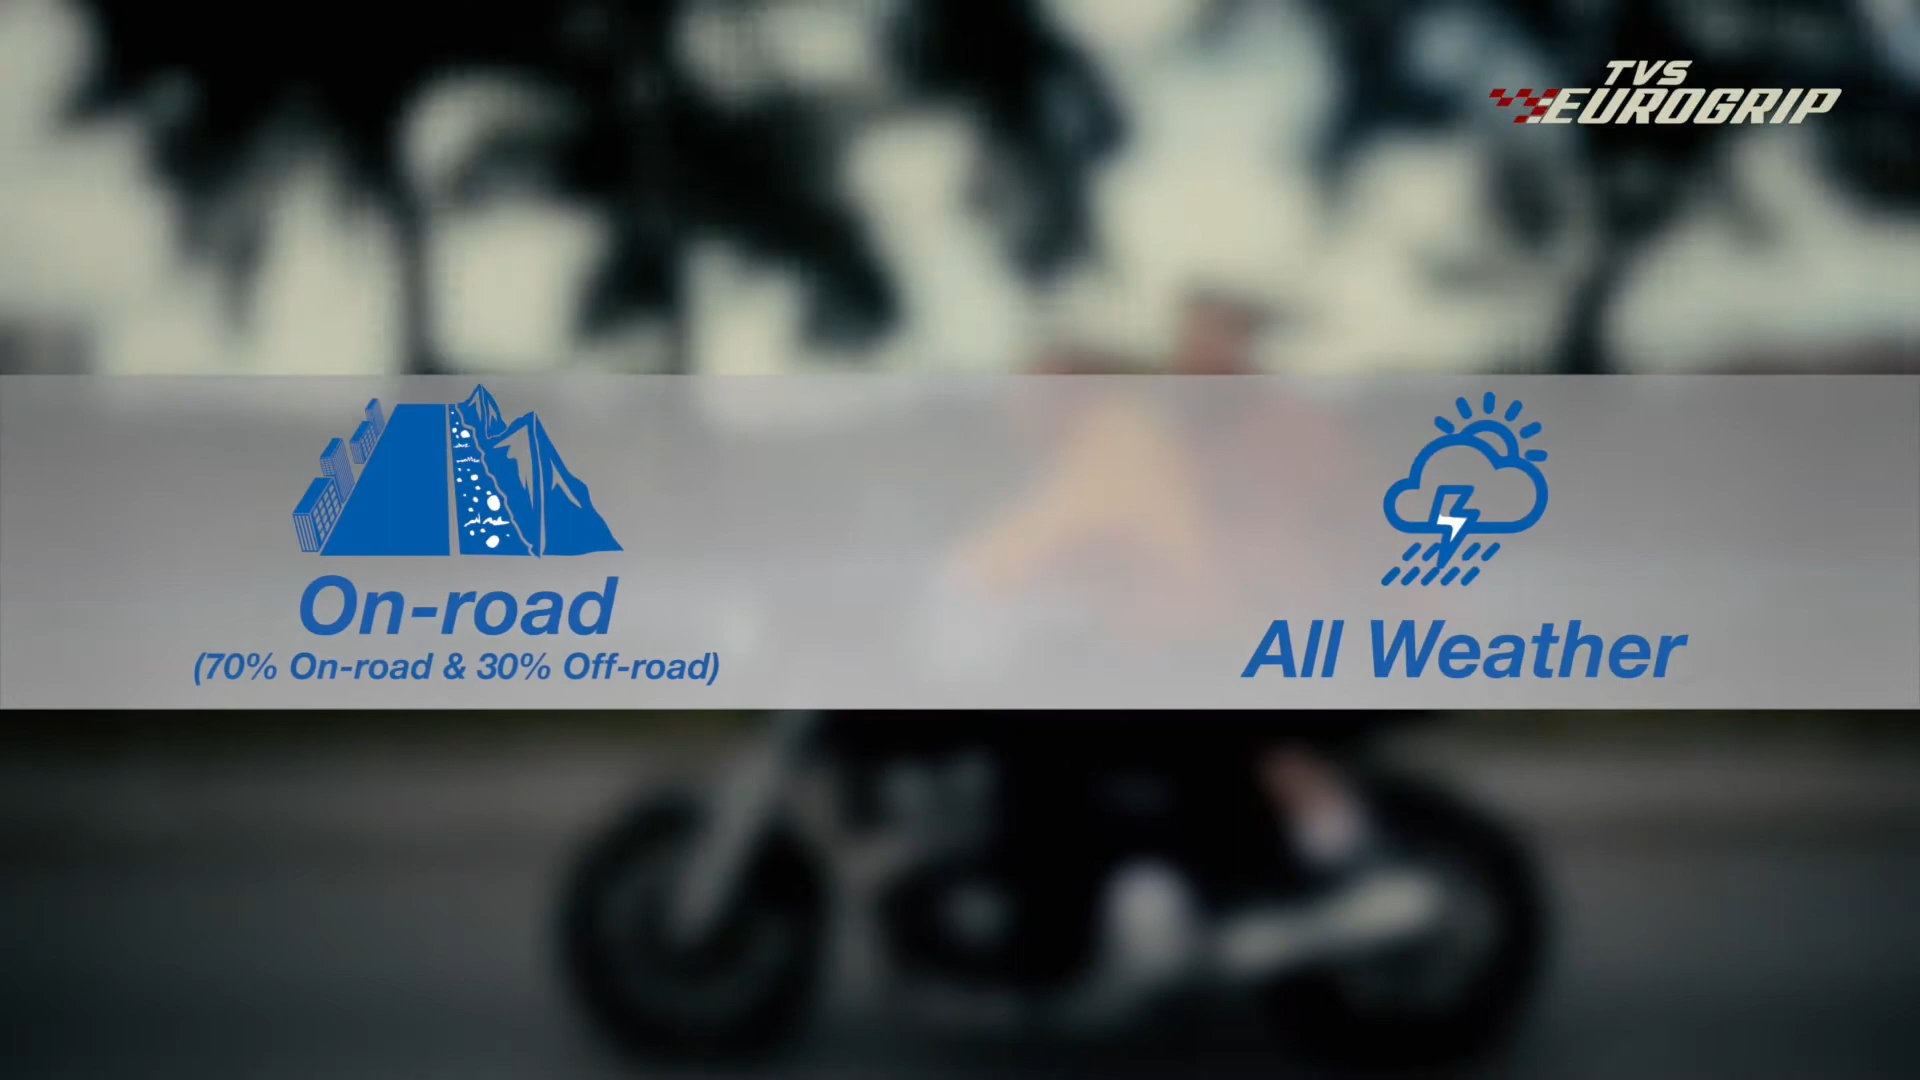 TVS
EUROGRIP
On-road
(70% On-road & 30% Off-road)
All Weather